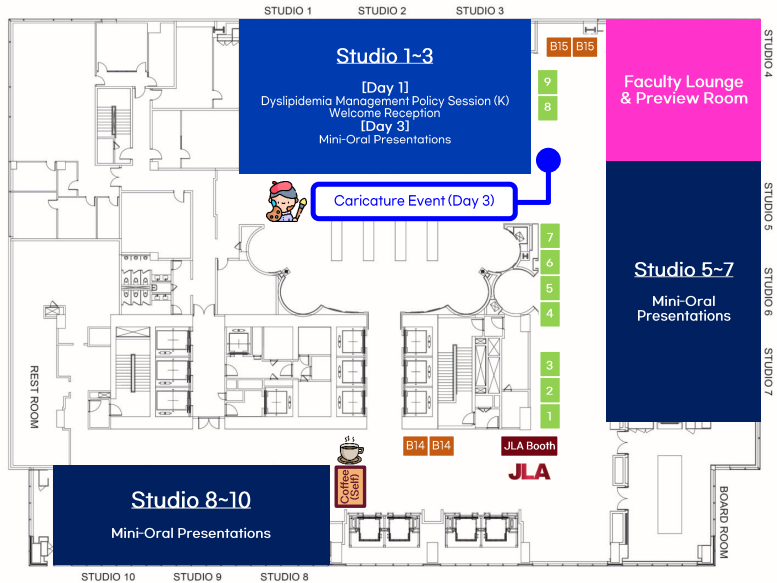 STUDIO 1
STUDIO 2
STUDIO 3
Studio 1~3
[Day 1]
Dyslipidemia Management Policy Session (K)
Welcome Reception
[Day 3]
Mini-Oral Presentations
B15
B15
9
8
Faculty Lounge
& Preview Room
STUDIO 4
Caricature Event (Day 3)
7
6
5
4
3
2
1
Studio 5~7
Mini-Oral
Presentations
STUDIO 5
STUDIO 6
STUDIO 7
REST ROOM
B14
B14
JLA Booth
JLA
Coffee
(Self)
Studio 8~10
Mini-Oral Presentations
BOARD ROOM
STUDIO 10
STUDIO 9
STUDIO 8